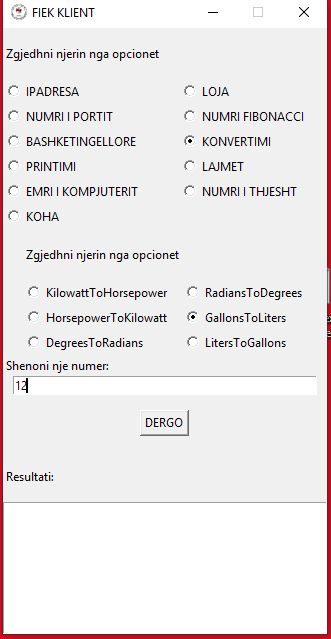 FIEK KLIENT
Zgjedhni njerin nga opcionet
IPADRESA LOJA
NUMRI I PORTIT NUMRI FIBONACCI
BASHKETINGELLORE KONVERTIMI
PRINTIMI LAJMET
EMRI I KOMPJUTERIT NUMRI I THJESHT
KOHA
Zgjedhni njerin nga opcionet
KilowattToHorsepower RadiansToDegrees
HorsepowerToKilowatt GallonsToLiters
DegreesToRadians LitersToGallons
Shenoni nje numer:
12
DERGO
Resultati: